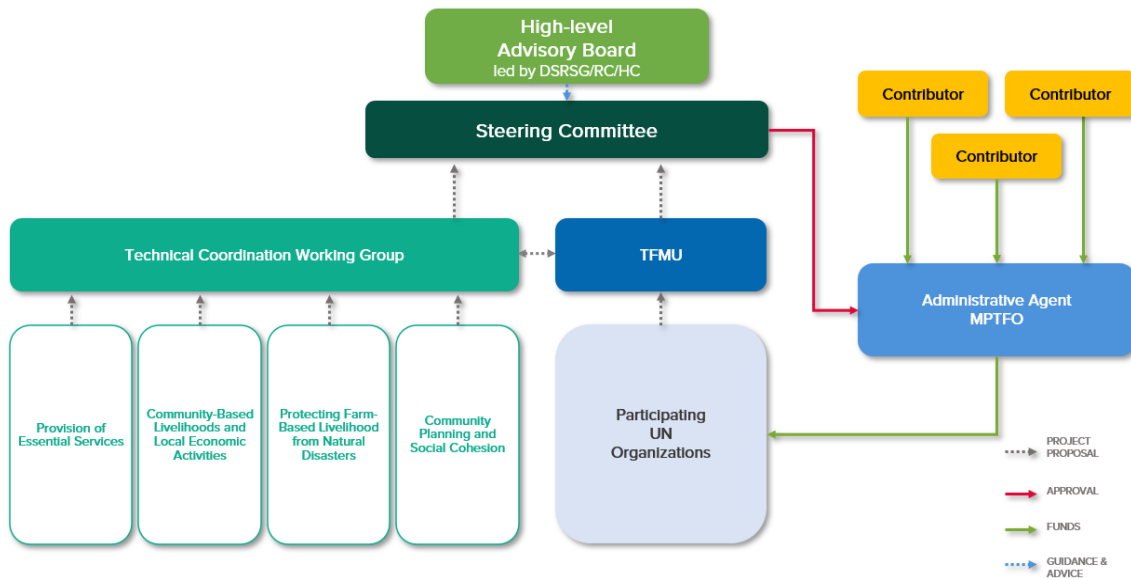 High-level
Advisory Board
led by DSRSG/RC/HC
Steering Committee
Contributor
Contributor
Contributor
Technical Coordination Working Group
TFMU
Administrative Agent
MPTFO
Provision of
Essential Services
Community-Based
Livelihoods and
Local Economic
Activities
Protecting Farm-
Based Livelihood
from Natural
Disasters
Community
Planning and
Social Cohesion
Participating
UN
Organizations
PROJECT
PROPOSAL
APPROVAL
FUNDS
GUIDANCE &
ADVICE